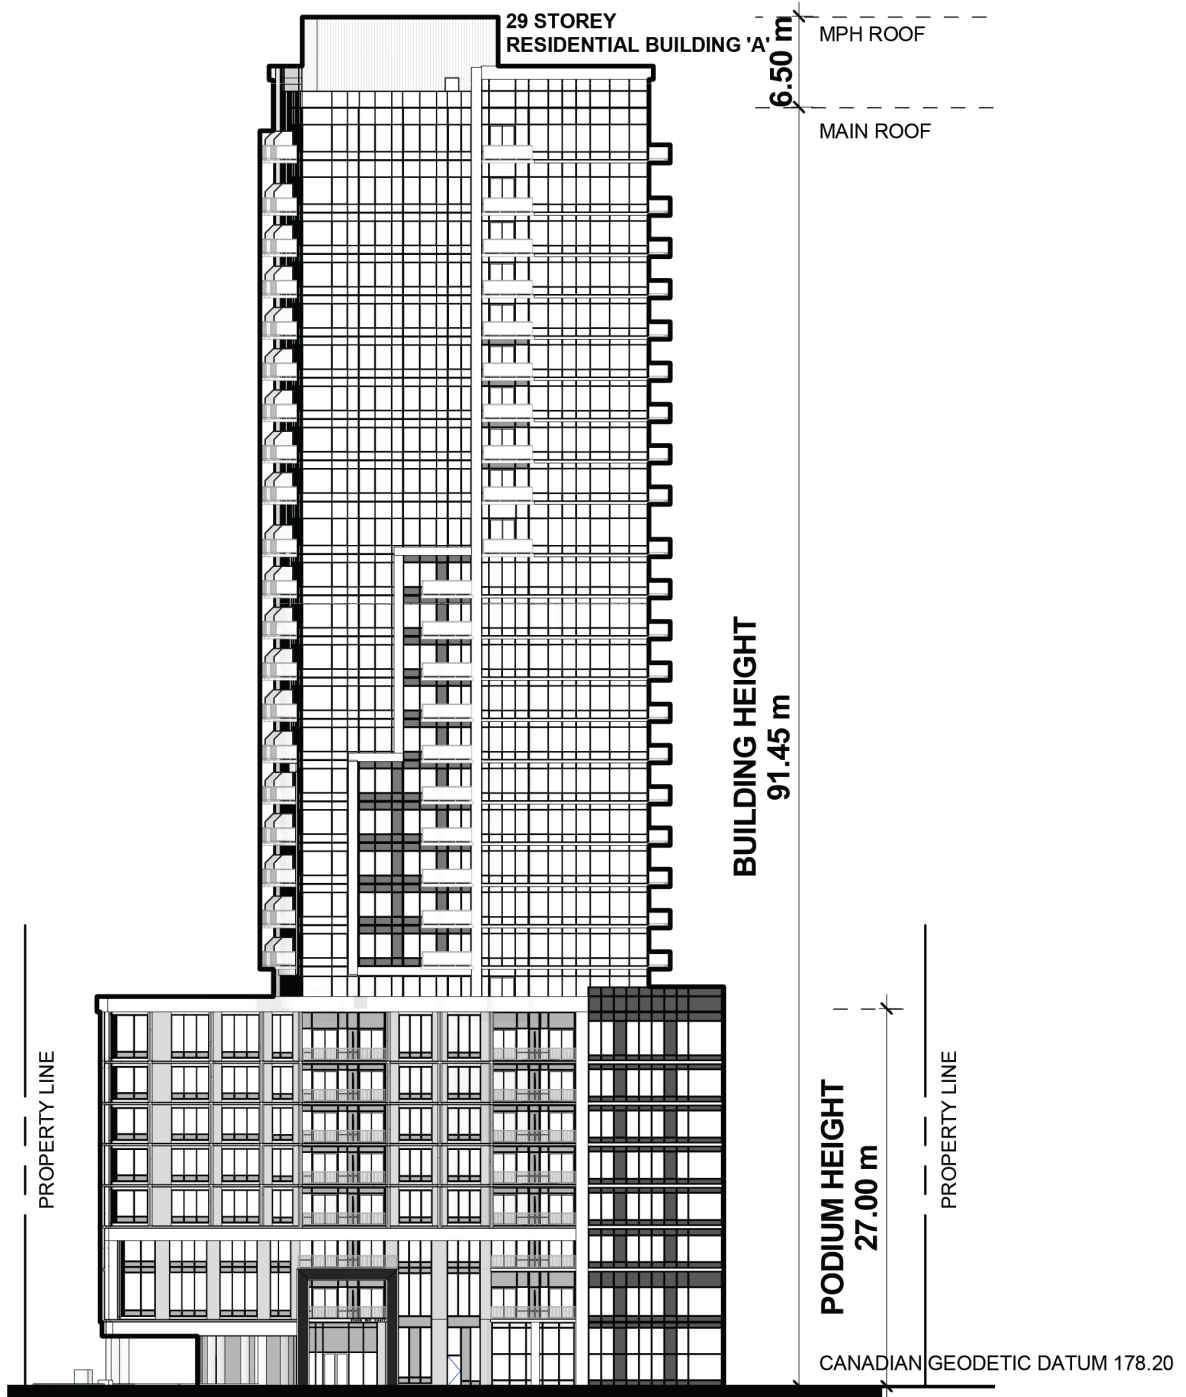 29 STOREY
RESIDENTIAL BUILDING 'A'
6.50 m
MPH ROOF
MAIN ROOF
BUILDING HEIGHT
91.45 m
PROPERTY LINE
PODIUM HEIGHT
27.00 m
PROPERTY LINE
CANADIAN GEODETIC DATUM 178.20